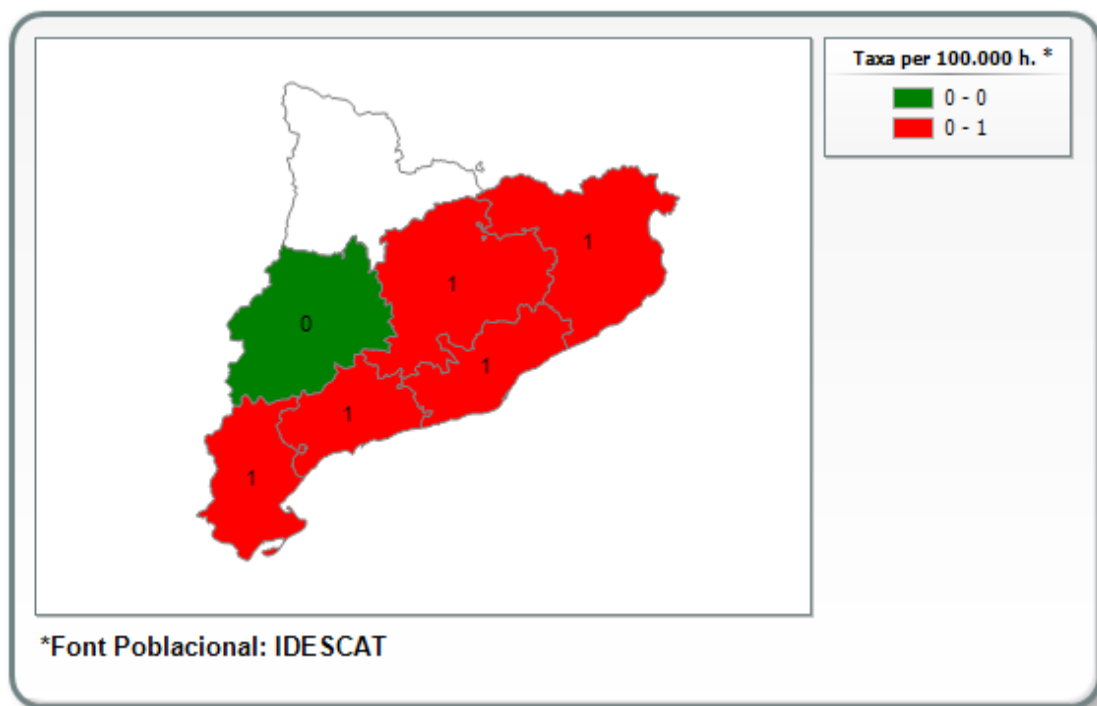 Taxa per 100.000 h. *
0 - 0
0 - 1
1
1
0
1
1
1
*Font Poblacional: IDESCAT